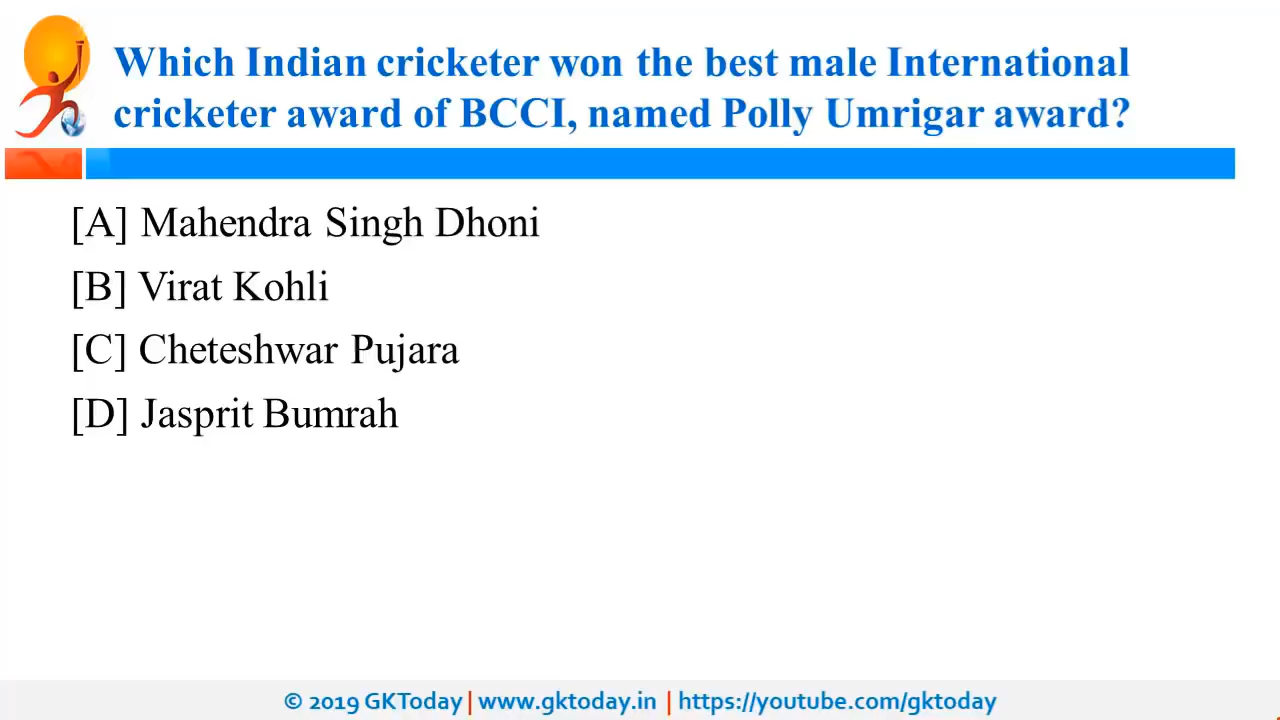 Which Indian cricketer won the best male International
cricketer award of BCCI, named Polly Umrigar award?
[A] Mahendra Singh Dhoni
[B] Virat Kohli
[C] Cheteshwar Pujara
[D] Jasprit Bumrah
© 2019 GKToday | www.gktoday.in | https://youtube.com/gktoday